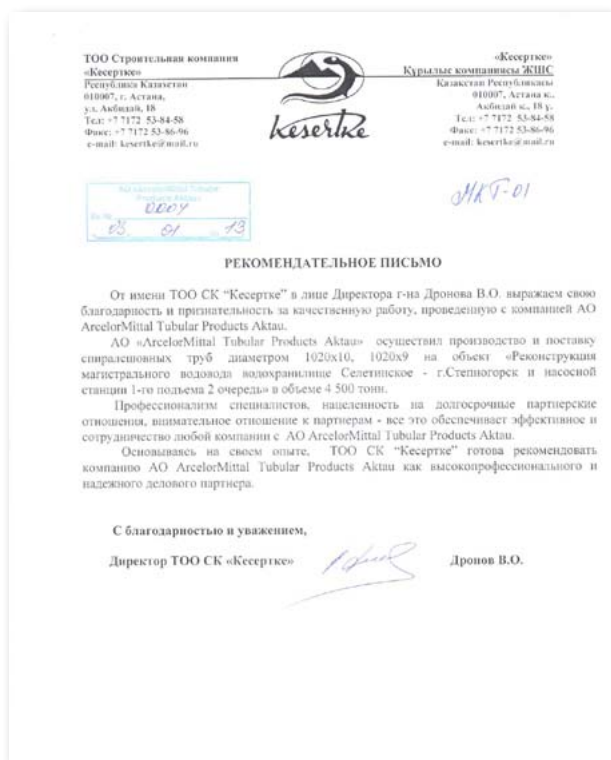 ТОО Строительная компания
«Кесертке»
Республика Казахстан
010007, г. Астана,
ул. Акбидай, 18
Тел: +7 7172 53-84-58
Факс: +7 7172 53-86-96
e-mail: kesertke@mail.ru
kesertke
«Кесертке»
Құрылыс компаниясы ЖШС
Казахстан Республикасы
010007, Астана к.,
Акбидай к., 18 ү.
Тел: +7 7172 53-84-58
Факс: +7 7172 53-86-96
e-mail: kesertke@mail.ru
АО ArcelorMittal Tubular
Products Aktau
0004
03 01 13
МКТ-01
РЕКОМЕНДАТЕЛЬНОЕ ПИСЬМО
От имени ТОО СК “Кесертке” в лице Директора г-на Дронова В.О. выражаем свою
благодарность и признательность за качественную работу, проведенную с компанией АО
ArcelorMittal Tubular Products Aktau.
АО «ArcelorMittal Tubular Products Aktau» осуществил производство и поставку
спиралешовных труб диаметром 1020х10, 1020х9 на объект «Реконструкция
магистрального водовода водохранилище Селетинское - г.Степногорск и насосной
станции 1-го подъема 2 очередь» в объеме 4 500 тонн.
Профессионализм специалистов, нацеленность на долгосрочные партнерские
отношения, внимательное отношение к партнерам - все это обеспечивает эффективное и
сотрудничество любой компании с АО ArcelorMittal Tubular Products Aktau.
Основываясь на своем опыте, ТОО СК “Кесертке” готова рекомендовать
компанию АО ArcelorMittal Tubular Products Aktau как высокопрофессионального и
надежного делового партнера.
С благодарностью и уважением,
Директор ТОО СК «Кесертке»
Дронов В.О.